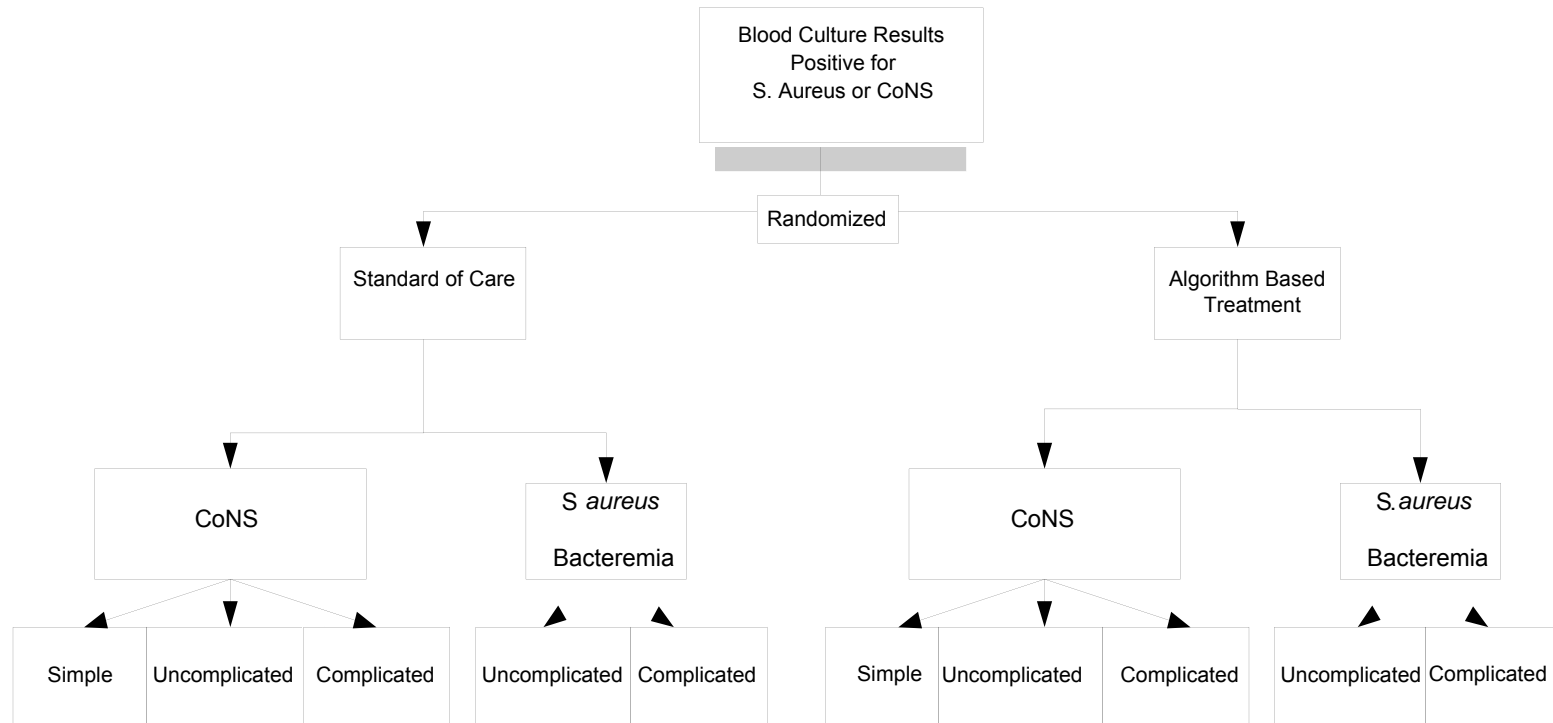 Blood Culture Results
Positive for
S. Aureus or CoNS
Randomized
Standard of Care
Algorithm Based
Treatment
CoNS
S aureus
Bacteremia
CoNS
S. aureus
Bacteremia
Simple
Uncomplicated
Complicated
Uncomplicated
Complicated
Simple
Uncomplicated
Complicated
Uncomplicated
Complicated